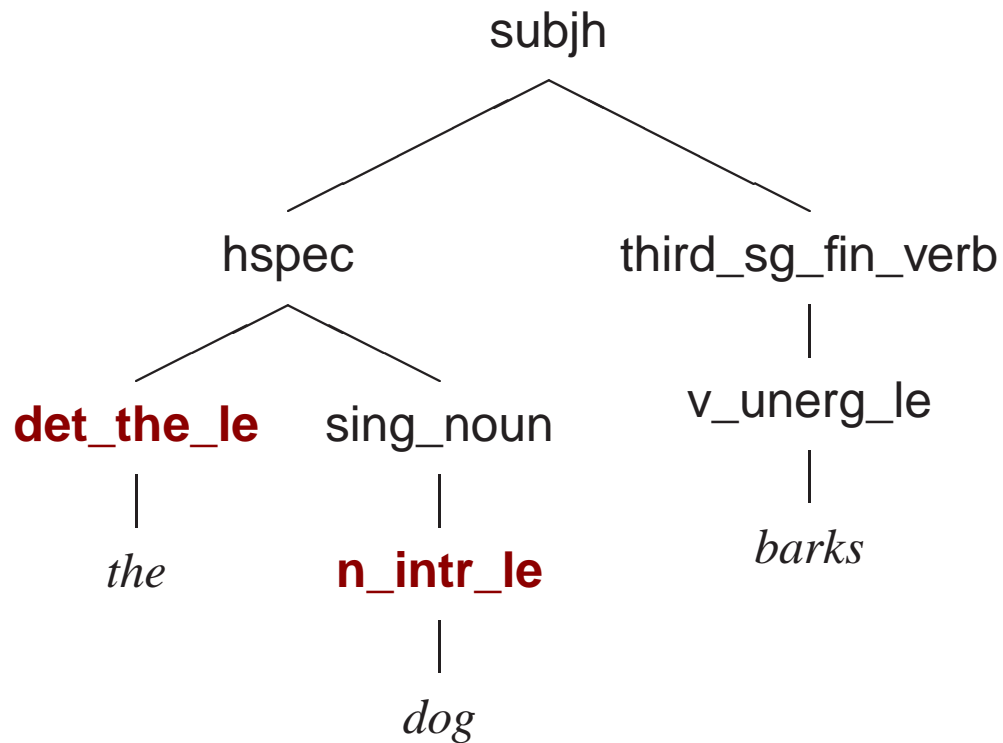 subjh
hspec third_sg_fin_verb
det_the_le sing_noun v_unerg_le
the n_intr_le barks
dog